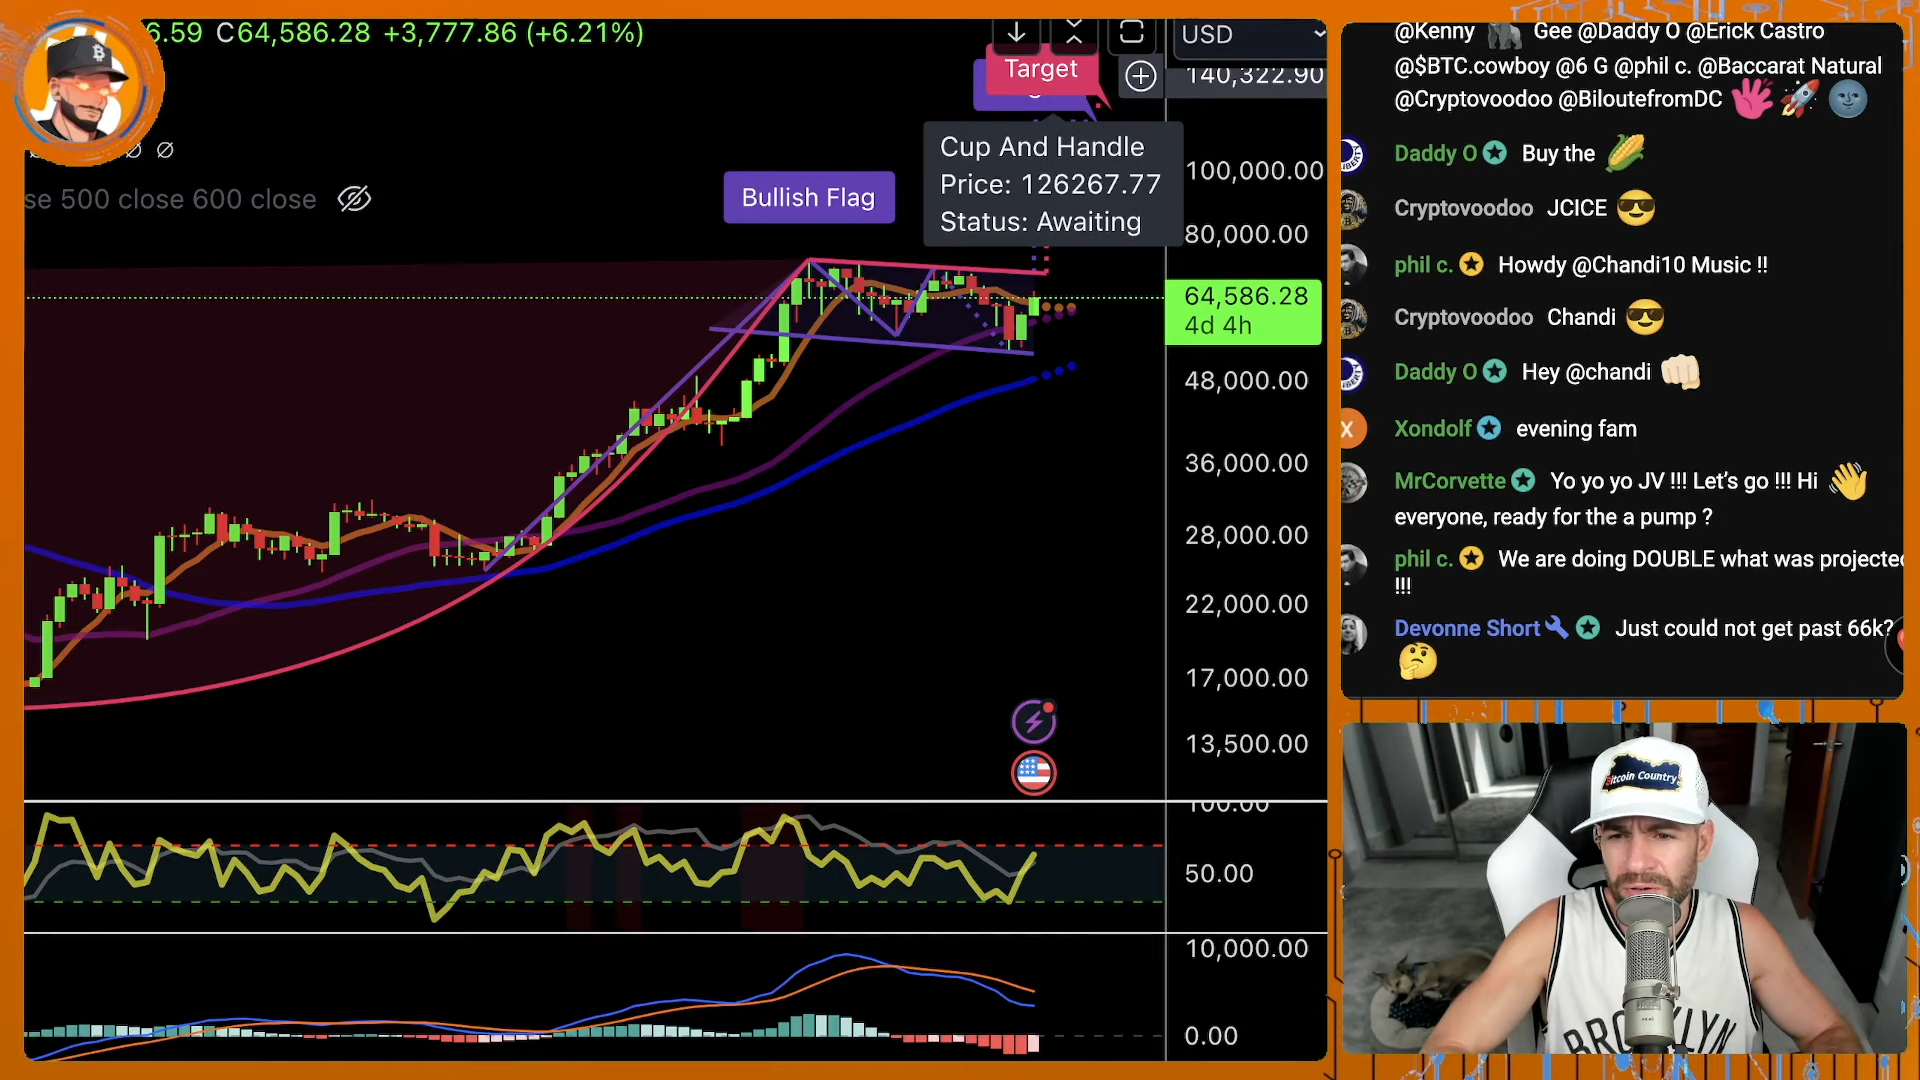 6.59 C64,586.28 +3,777.86 (+6.21%)
USD
Target
140,322.90
Cup And Handle
Price: 126267.77
Status: Awaiting
Bullish Flag
se 500 close 600 close
100,000.00
80,000.00
64,586.28
4d 4h
48,000.00
36,000.00
28,000.00
22,000.00
17,000.00
13,500.00
100.00
50.00
10,000.00
0.00
@Kenny Gee @Daddy O @Erick Castro
@$BTC.cowboy @6 G @phil c. @Baccarat Natural
@Cryptovoodoo @BiloutefromDC
Daddy O Buy the
Cryptovoodoo JCICE
phil c. Howdy @Chandi10 Music !!
Cryptovoodoo Chandi
Daddy O Hey @chandi
X
Xondolf evening fam
MrCorvette Yo yo yo JV !!! Let's go !!! Hi
everyone, ready for the a pump ?
phil c. We are doing DOUBLE what was projected
!!!
Devonne Short Just could not get past 66k?
Bitcoin Country
BROOKLYN